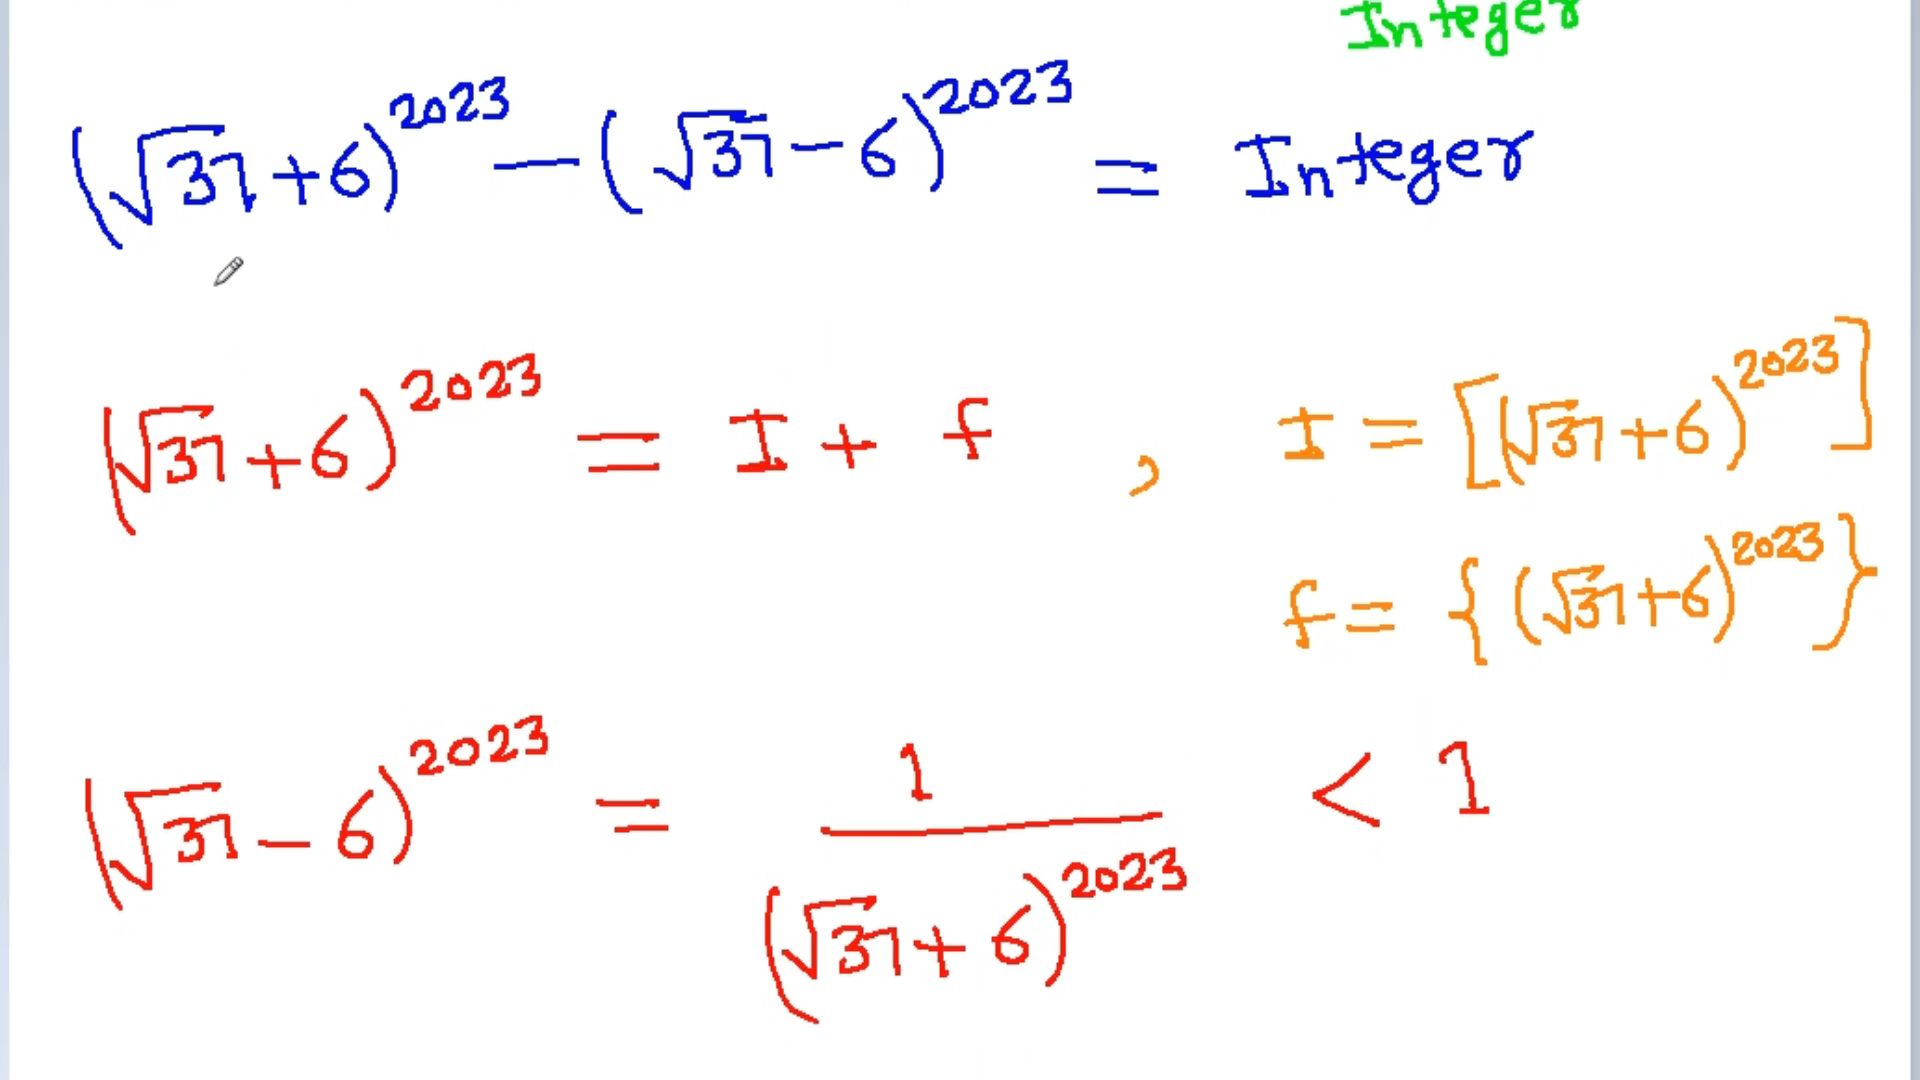 Integer
(√37+6)^2023 − (√37−6)^2023 = Integer
(√37+6)^2023 = I + f , I = [(√37+6)^2023]
f = {(√37+6)^2023}
(√37−6)^2023 = 1/(√37+6)^2023 < 1